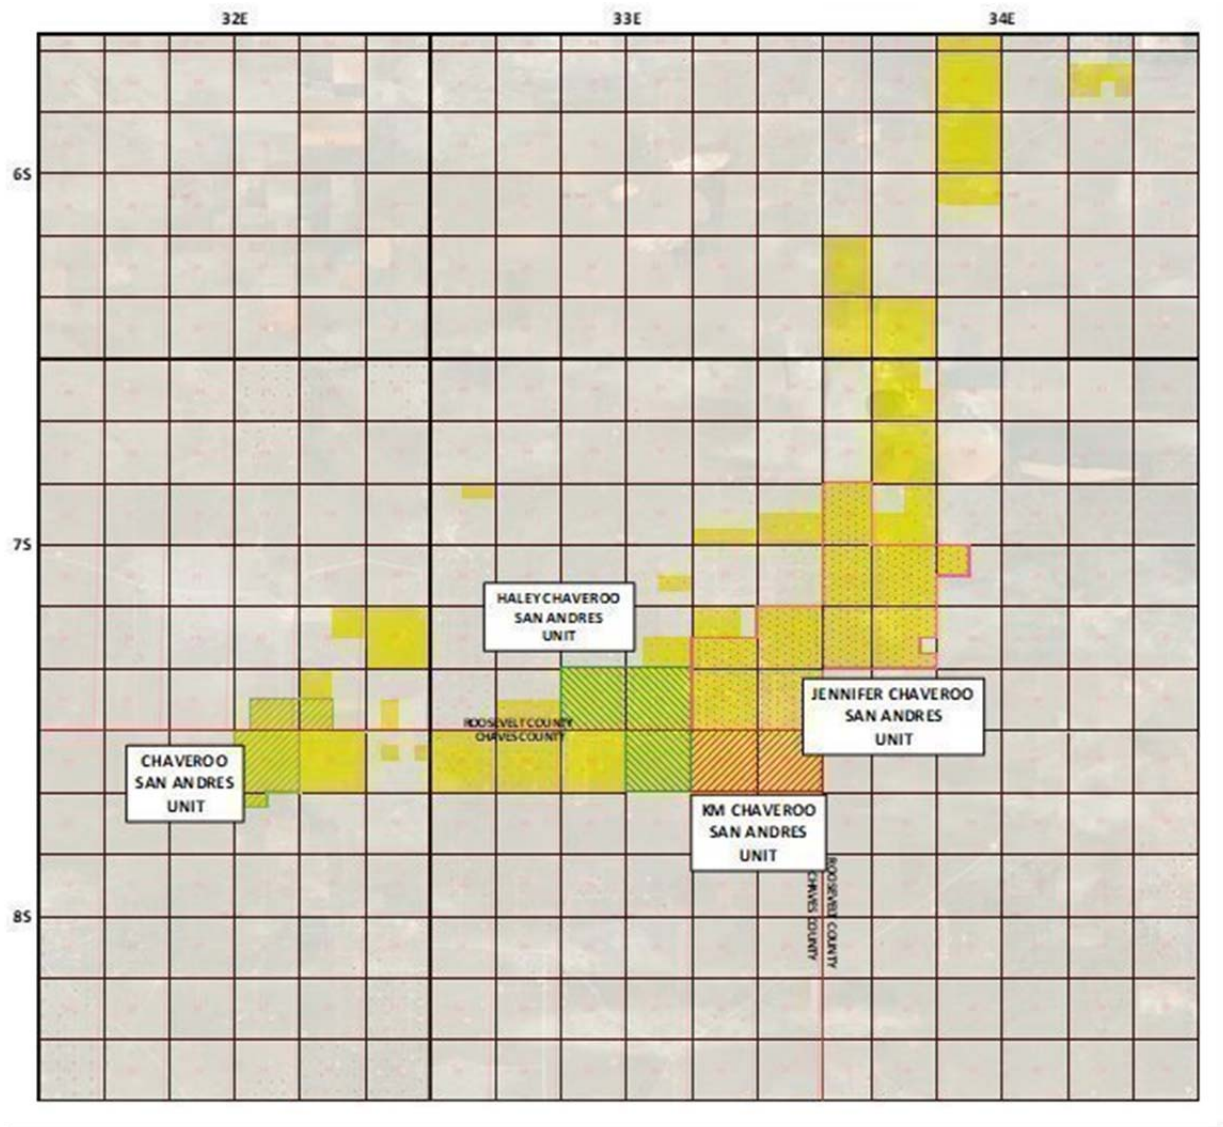 32E
33E
34E
6S
7S
HALEY CHAVEROO
SAN ANDRES
UNIT
JENNIFER CHAVEROO
SAN ANDRES
UNIT
ROOSEVELT COUNTY
CHAVES COUNTY
CHAVEROO
SAN ANDRES
UNIT
KM CHAVEROO
SAN ANDRES
UNIT
ROOSEVELT COUNTY
CHAVES COUNTY
8S